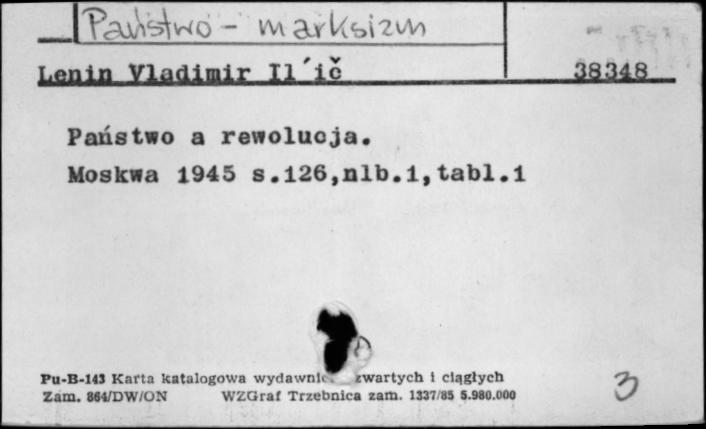 Państwo - marksizm
Lenin Vladimir Il´ič 38348
Państwo a rewolucja.
Moskwa 1945 s.126,nlb.1,tabl.1
Pu-B-143 Karta katalogowa wydawnic zwartych i ciągłych
Zam. 864/DW/ON WZGraf Trzebnica zam. 1337/85 5.980.000
3